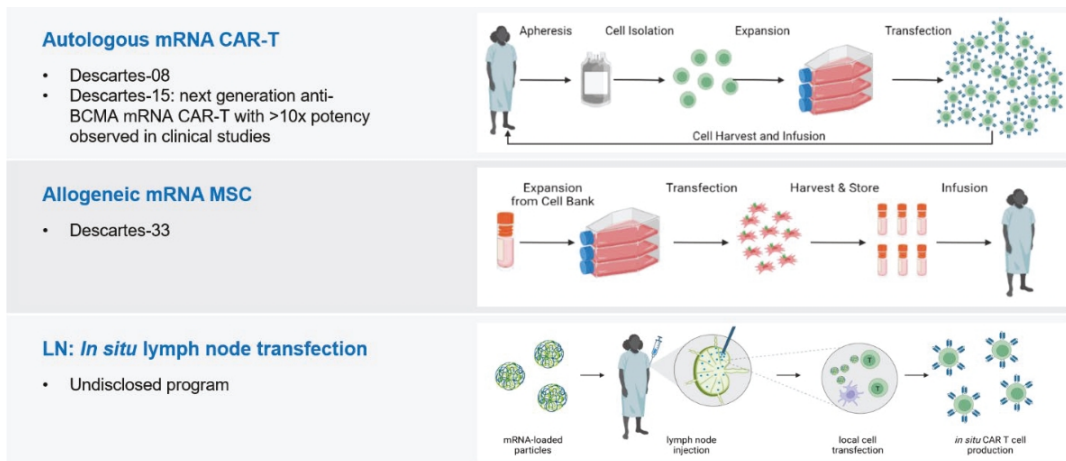 Autologous mRNA CAR-T
• Descartes-08
• Descartes-15: next generation anti-
BCMA mRNA CAR-T with >10x potency
observed in clinical studies
Apheresis
Cell Isolation
Expansion
Transfection
Cell Harvest and Infusion
Allogeneic mRNA MSC
• Descartes-33
Expansion
from Cell Bank
Transfection
Harvest & Store
Infusion
LN: In situ lymph node transfection
• Undisclosed program
T
T
mRNA-loaded
particles
lymph node
injection
local cell
transfection
in situ CAR T cell
production